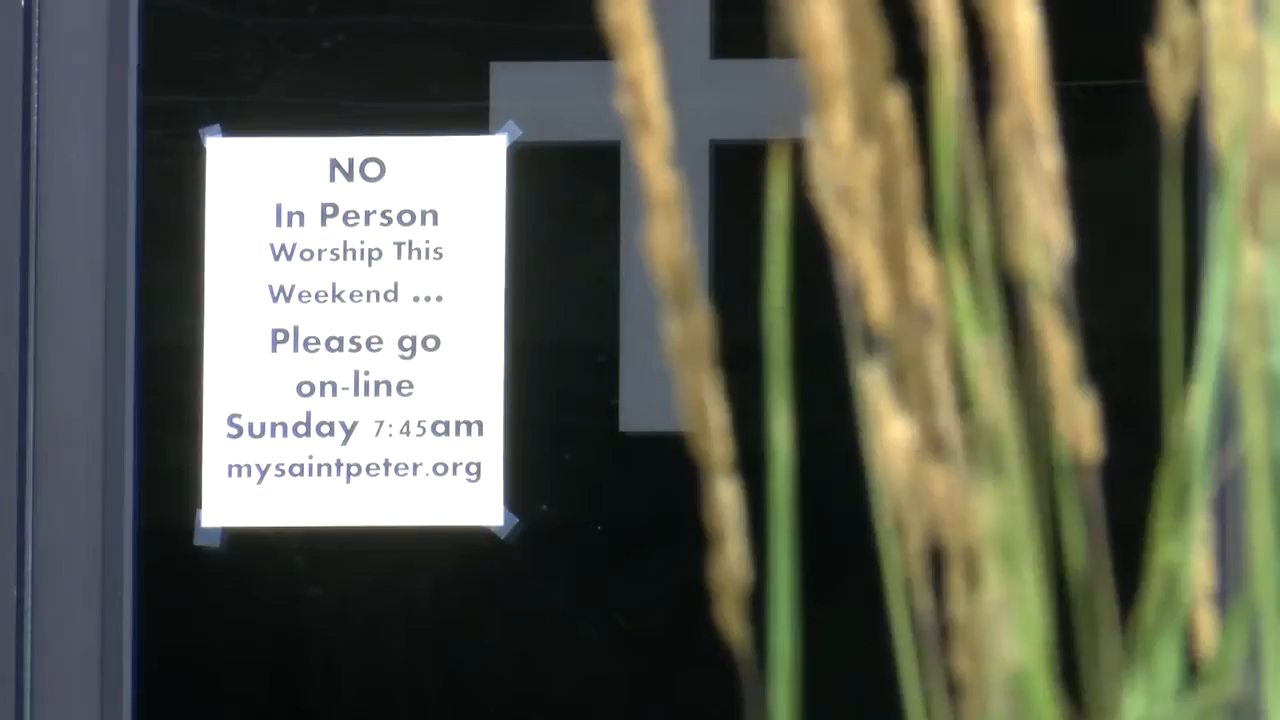 NO
In Person
Worship This
Weekend ...
Please go
on-line
Sunday 7:45am
mysaintpeter.org